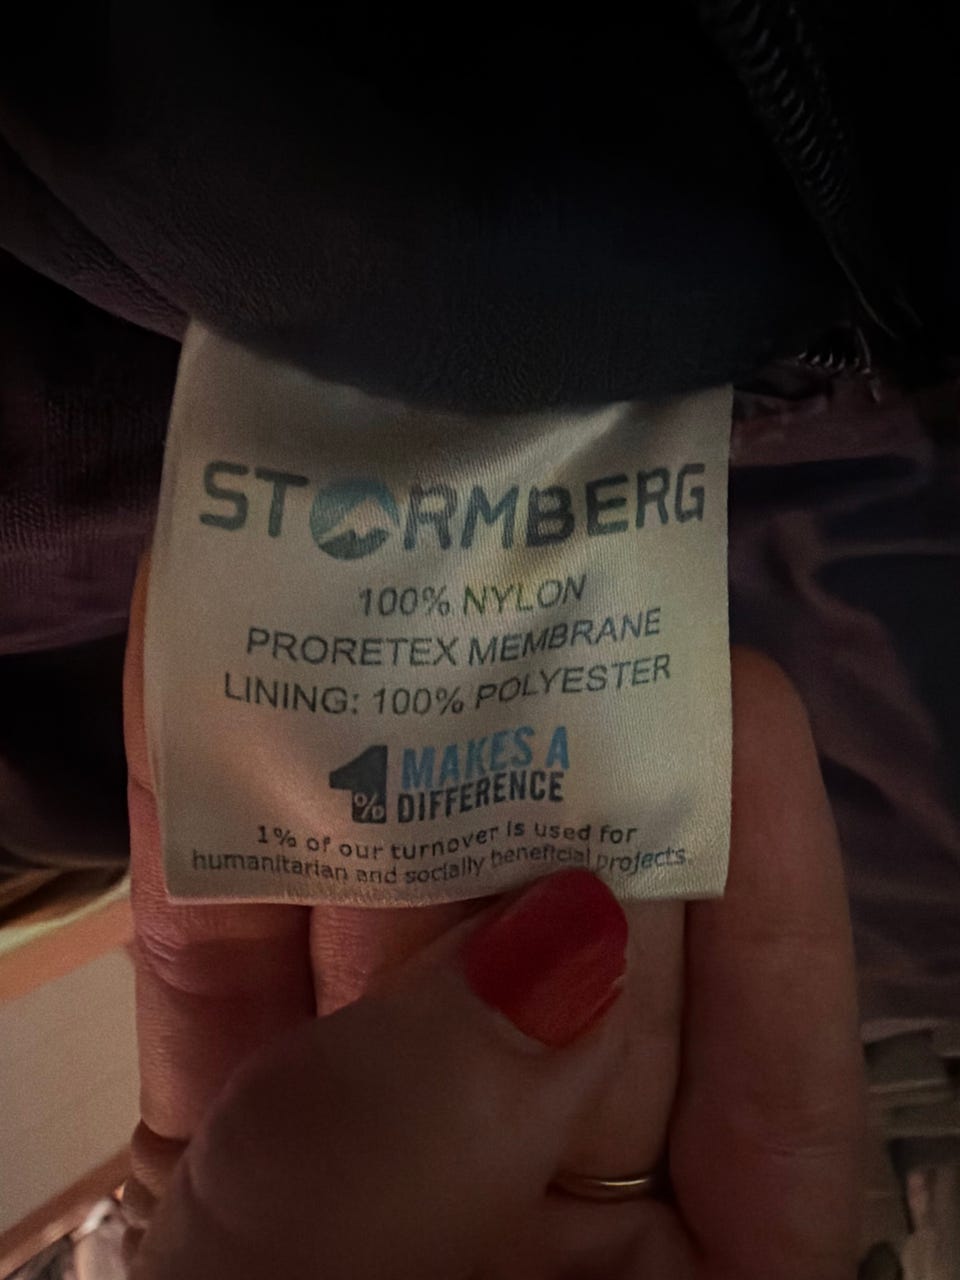 STORMBERG
100% NYLON
PRORETEX MEMBRANE
LINING: 100% POLYESTER
1% MAKES A
DIFFERENCE
1% of our turnover is used for
humanitarian and socially beneficial projects.